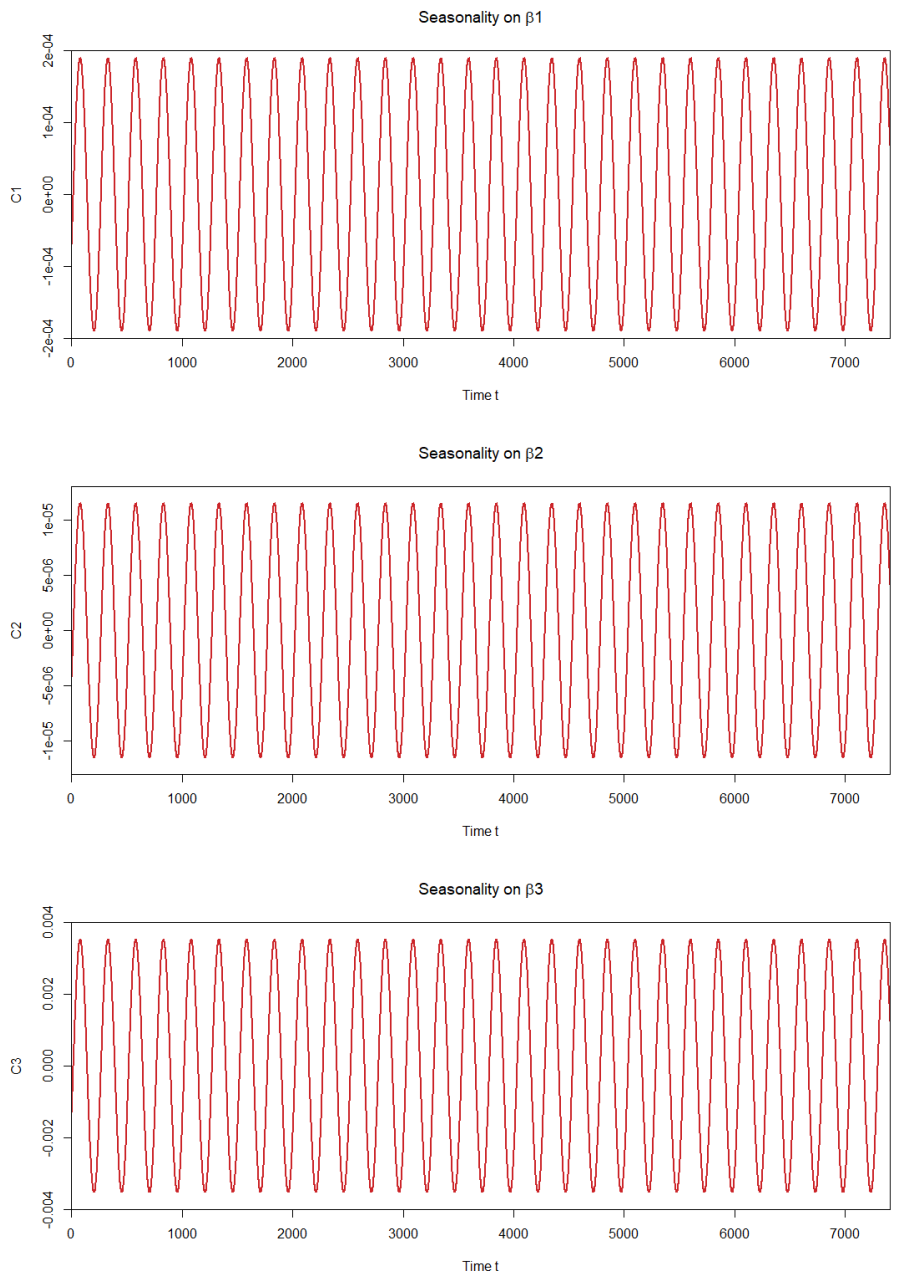 Seasonality on β1
2e-04
1e-04
0e+00
-1e-04
-2e-04
C1
0 1000 2000 3000 4000 5000 6000 7000
Time t
Seasonality on β2
1e-05
5e-06
0e+00
-5e-06
-1e-05
C2
0 1000 2000 3000 4000 5000 6000 7000
Time t
Seasonality on β3
0.004
0.002
0.000
-0.002
-0.004
C3
0 1000 2000 3000 4000 5000 6000 7000
Time t